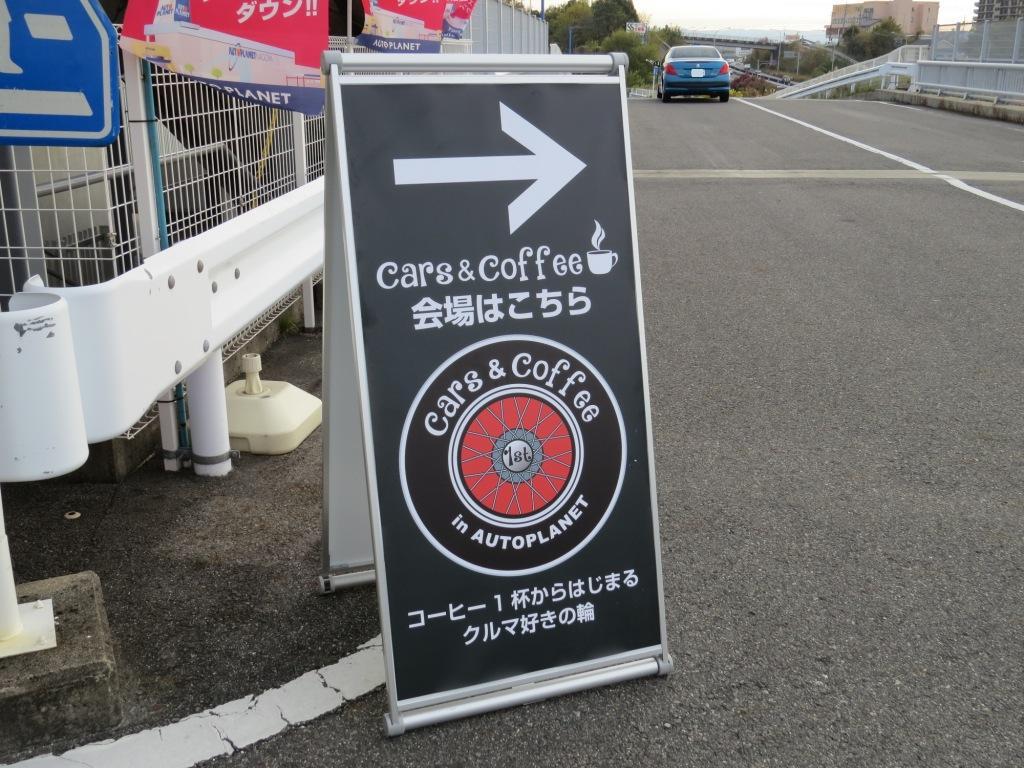 ダウン!!
AUTOPLANET
PLANET
AUTOPLANET
Cars & Coffee
会場はこちら
Cars & Coffee
1st
in AUTOPLANET
コーヒー1杯からはじまる
クルマ好きの輪